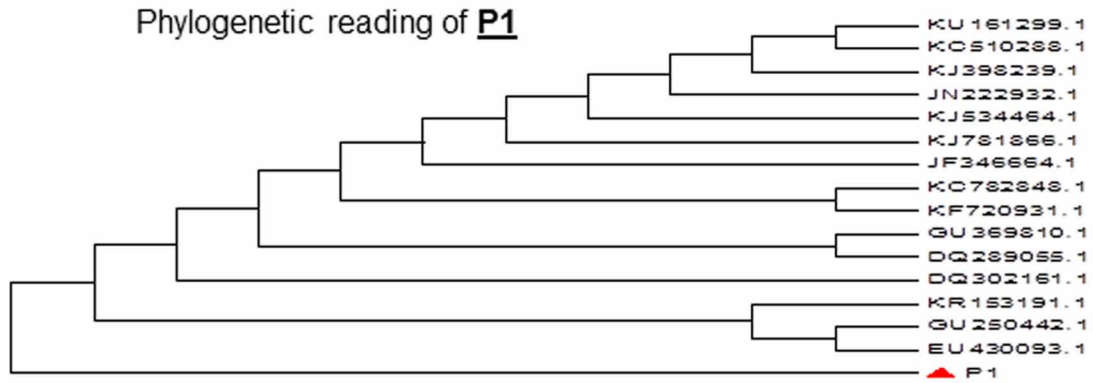 Phylogenetic reading of P1
KU161299.1
KC510288.1
KJ398239.1
JN222932.1
KJ534464.1
KJ781866.1
JF346664.1
KC782848.1
KF720931.1
GU369810.1
DQ289055.1
DQ302161.1
KR153191.1
GU250442.1
EU430093.1
P1